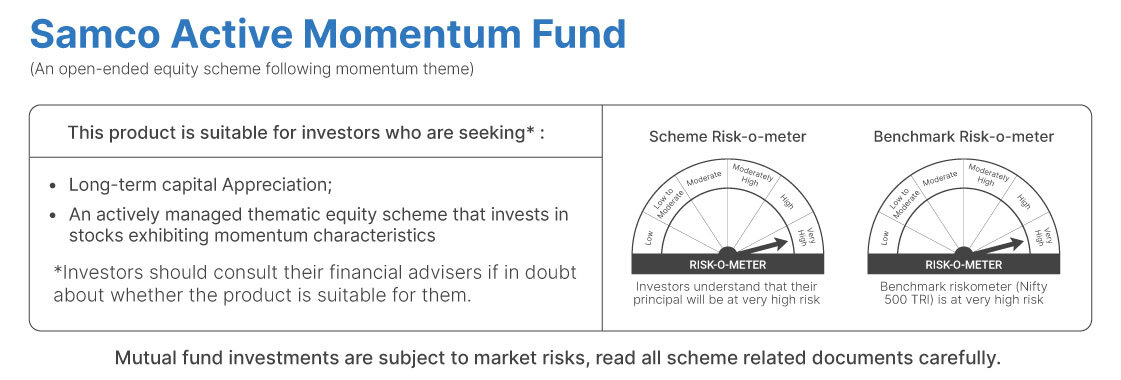 Samco Active Momentum Fund
(An open-ended equity scheme following momentum theme)
This product is suitable for investors who are seeking* :
• Long-term capital Appreciation;
• An actively managed thematic equity scheme that invests in
stocks exhibiting momentum characteristics
*Investors should consult their financial advisers if in doubt
about whether the product is suitable for them.
Scheme Risk-o-meter
Low
Low to
Moderate
Moderate
Moderately
High
High
Very
High
RISK-O-METER
Investors understand that their
principal will be at very high risk
Benchmark Risk-o-meter
Low
Low to
Moderate
Moderate
Moderately
High
High
Very
High
RISK-O-METER
Benchmark riskometer (Nifty
500 TRI) is at very high risk
Mutual fund investments are subject to market risks, read all scheme related documents carefully.